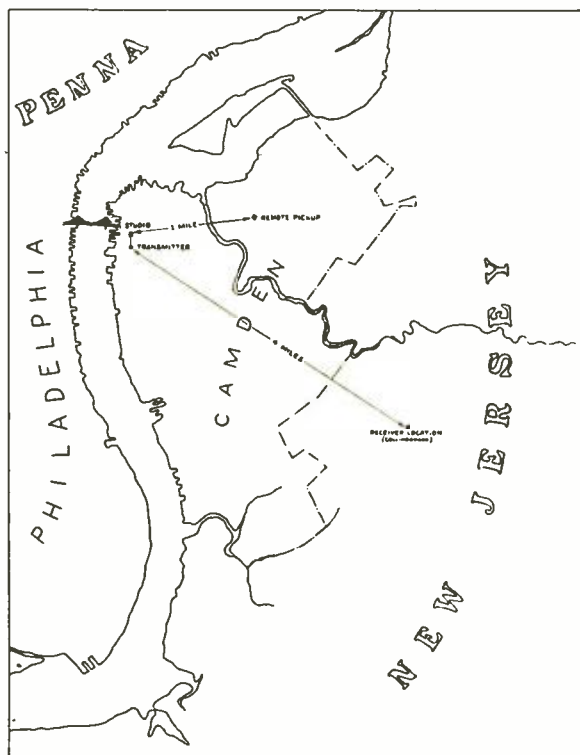 PENNA
STUDIO
1 MILE
REMOTE PICKUP
TRANSMITTER
PHILADELPHIA
CAMDEN
4 MILES
RECEIVER LOCATION
NEW JERSEY